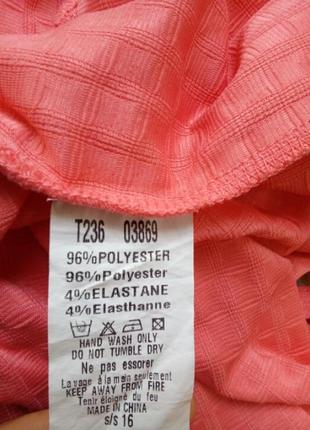 T236 03869
96%POLYESTER
96%Polyester
4%ELASTANE
4%Elasthanne
HAND WASH ONLY
DO NOT TUMBLE DRY
Ne pas essorer
Lavage à la main seulement
KEEP AWAY FROM FIRE
Tenir éloigné du feu
MADE IN CHINA
S/S 16